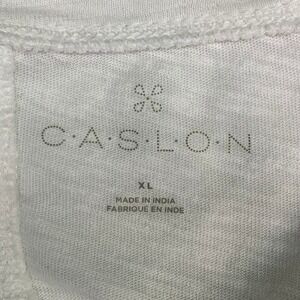 C·A·S·L·O·N
XL
MADE IN INDIA
FABRIQUE EN INDE